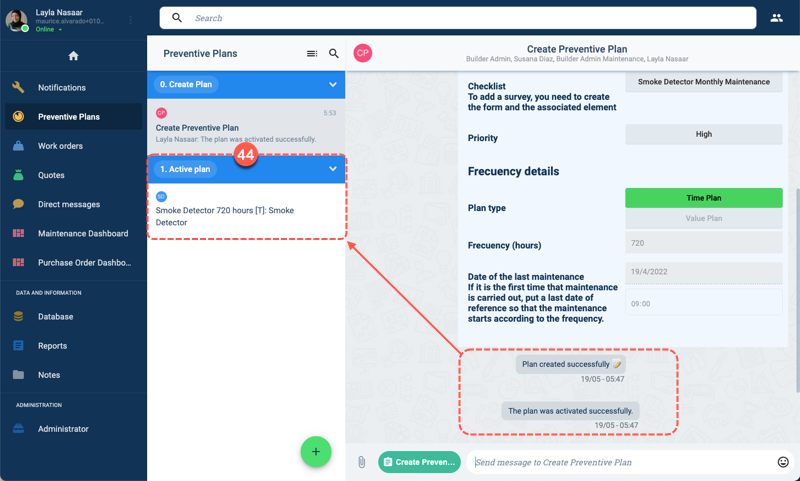 Layla Nasaar
maurice.alvarado+010...
Online
Notifications
Preventive Plans
Work orders
Quotes
Direct messages
Maintenance Dashboard
Purchase Order Dashbo...
DATA AND INFORMATION
Database
Reports
Notes
ADMINISTRATION
Administrator
Search
Preventive Plans
0. Create Plan
CP
5:53
Create Preventive Plan
Layla Nasaar: The plan was activated successfully.
44
1. Active plan
SD
Smoke Detector 720 hours [T]: Smoke
Detector
CP
Create Preventive Plan
Builder Admin, Susana Diaz, Builder Admin Maintenance, Layla Nasaar
Checklist
To add a survey, you need to create
the form and the associated element
Smoke Detector Monthly Maintenance
Priority
High
Frecuency details
Plan type
Time Plan
Value Plan
Frecuency (hours)
720
Date of the last maintenance
If it is the first time that maintenance
is carried out, put a last date of
reference so that the maintenance
starts according to the frequency.
19/4/2022
09:00
Plan created successfully 📝
19/05 - 05:47
The plan was activated successfully.
19/05 - 05:47
Create Preven...
Send message to Create Preventive Plan